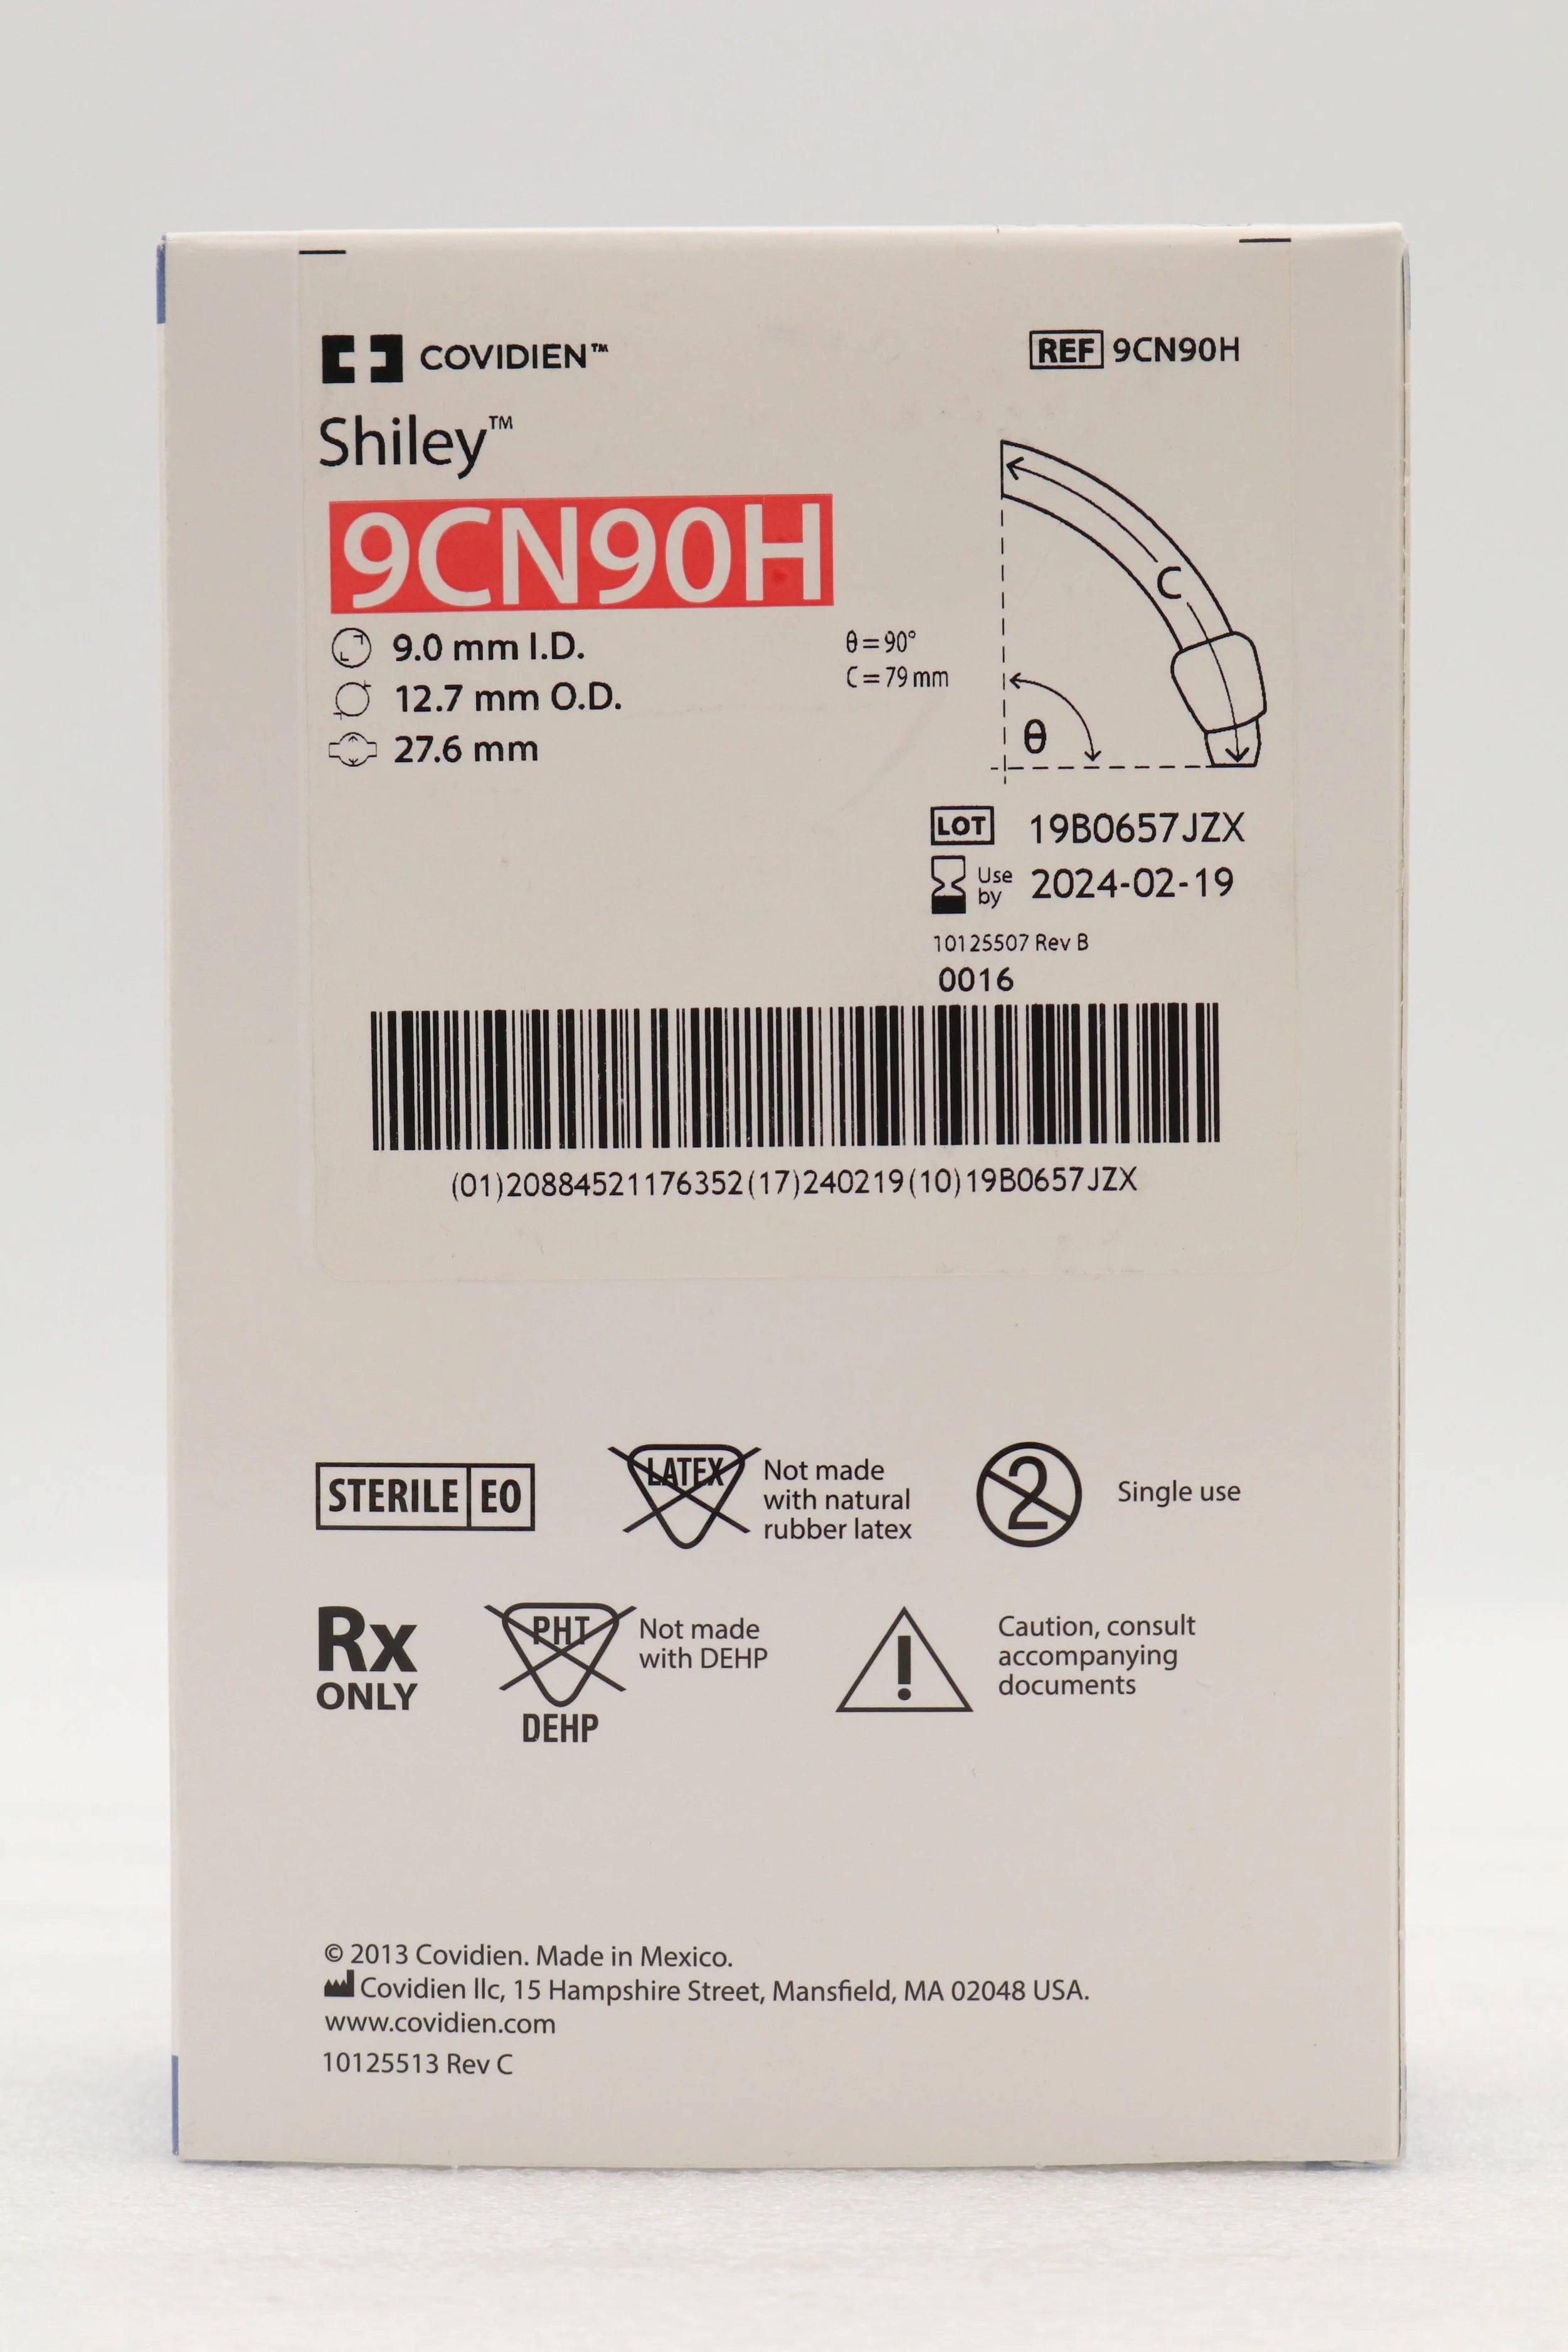 COVIDIEN™
REF 9CN90H
Shiley™
9CN90H
9.0 mm I.D.
12.7 mm O.D.
27.6 mm
θ = 90°
C = 79 mm
C
θ
LOT 19B0657JZX
Use
by 2024-02-19
10125507 Rev B
0016
(01)20884521176352(17)240219(10)19B0657JZX
STERILE EO
LATEX
Not made
with natural
rubber latex
2
Single use
Rx
ONLY
PHT
DEHP
Not made
with DEHP
!
Caution, consult
accompanying
documents
© 2013 Covidien. Made in Mexico.
Covidien llc, 15 Hampshire Street, Mansfield, MA 02048 USA.
www.covidien.com
10125513 Rev C